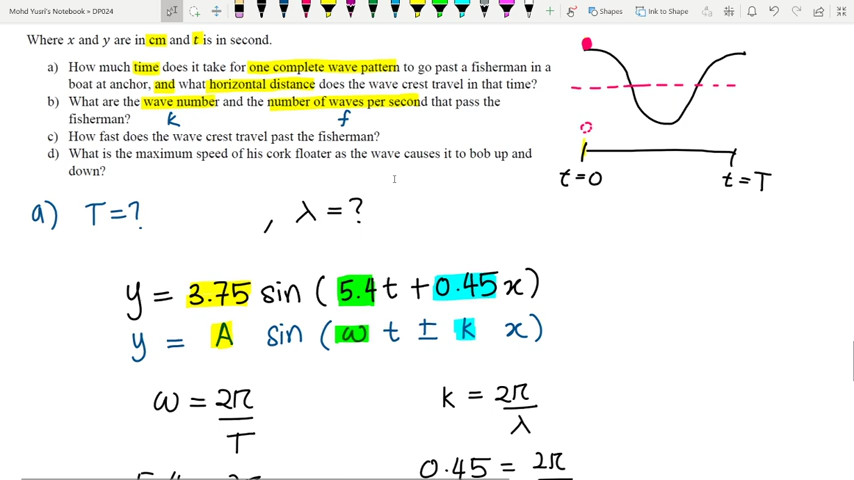 Mohd Yusri's Notebook » DP024
Shapes
Ink to Shape
Where x and y are in cm and t is in second.
a) How much time does it take for one complete wave pattern to go past a fisherman in a
boat at anchor, and what horizontal distance does the wave crest travel in that time?
b) What are the wave number and the number of waves per second that pass the
fisherman?
k
f
c) How fast does the wave crest travel past the fisherman?
d) What is the maximum speed of his cork floater as the wave causes it to bob up and
down?
t=0
t=T
a) T=? , λ=?
y = 3.75 sin (5.4t + 0.45x)
y = A sin (ω t ± k x)
ω = 2π/T
k = 2π/λ
0.45 = 2π